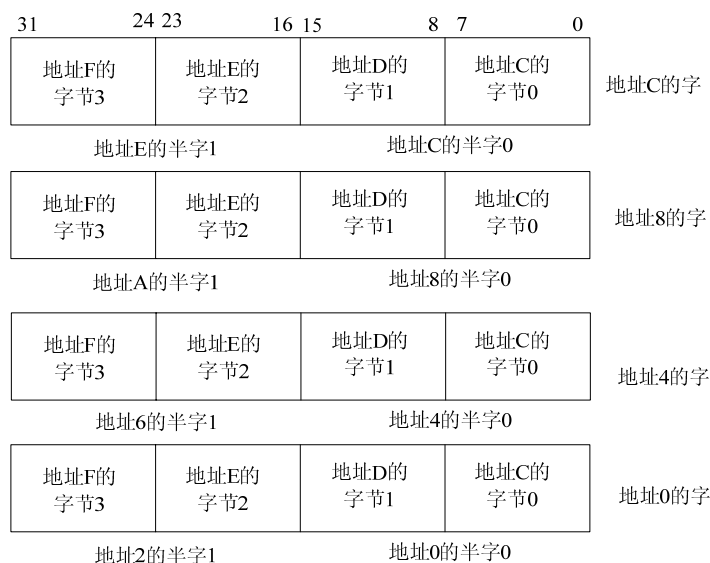 31 24 23 16 15 8 7 0
地址F的 地址E的 地址D的 地址C的
字节3 字节2 字节1 字节0
地址C的字
地址E的半字1 地址C的半字0
地址F的 地址E的 地址D的 地址C的
字节3 字节2 字节1 字节0
地址8的字
地址A的半字1 地址8的半字0
地址F的 地址E的 地址D的 地址C的
字节3 字节2 字节1 字节0
地址4的字
地址6的半字1 地址4的半字0
地址F的 地址E的 地址D的 地址C的
字节3 字节2 字节1 字节0
地址0的字
地址2的半字1 地址0的半字0